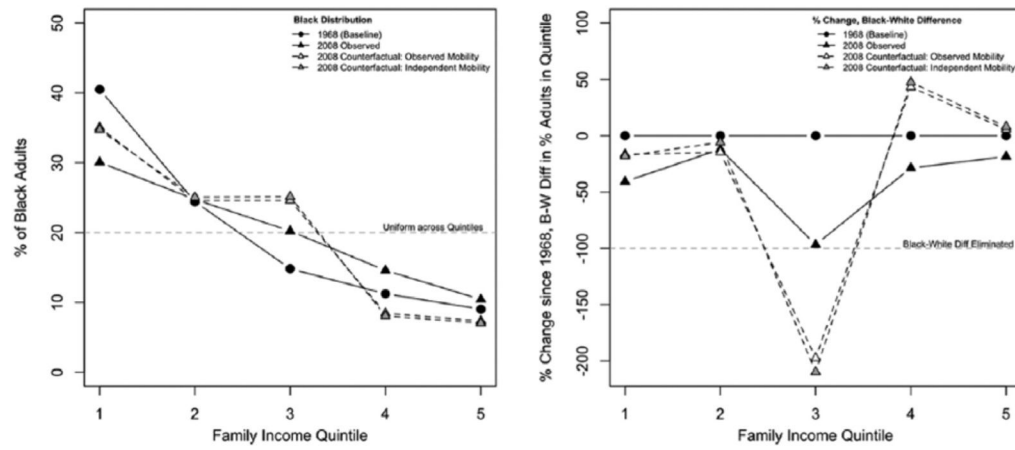 Black Distribution
1968 (Baseline)
2008 Observed
2008 Counterfactual: Observed Mobility
2008 Counterfactual: Independent Mobility
50
40
30
20
10
0
% of Black Adults
Uniform across Quintiles
1 2 3 4 5
Family Income Quintile
% Change, Black-White Difference
1968 (Baseline)
2008 Observed
2008 Counterfactual: Observed Mobility
2008 Counterfactual: Independent Mobility
100
50
0
-50
-100
-150
-200
% Change since 1968, B-W Diff in % Adults in Quintile
Black-White Diff Eliminated
1 2 3 4 5
Family Income Quintile